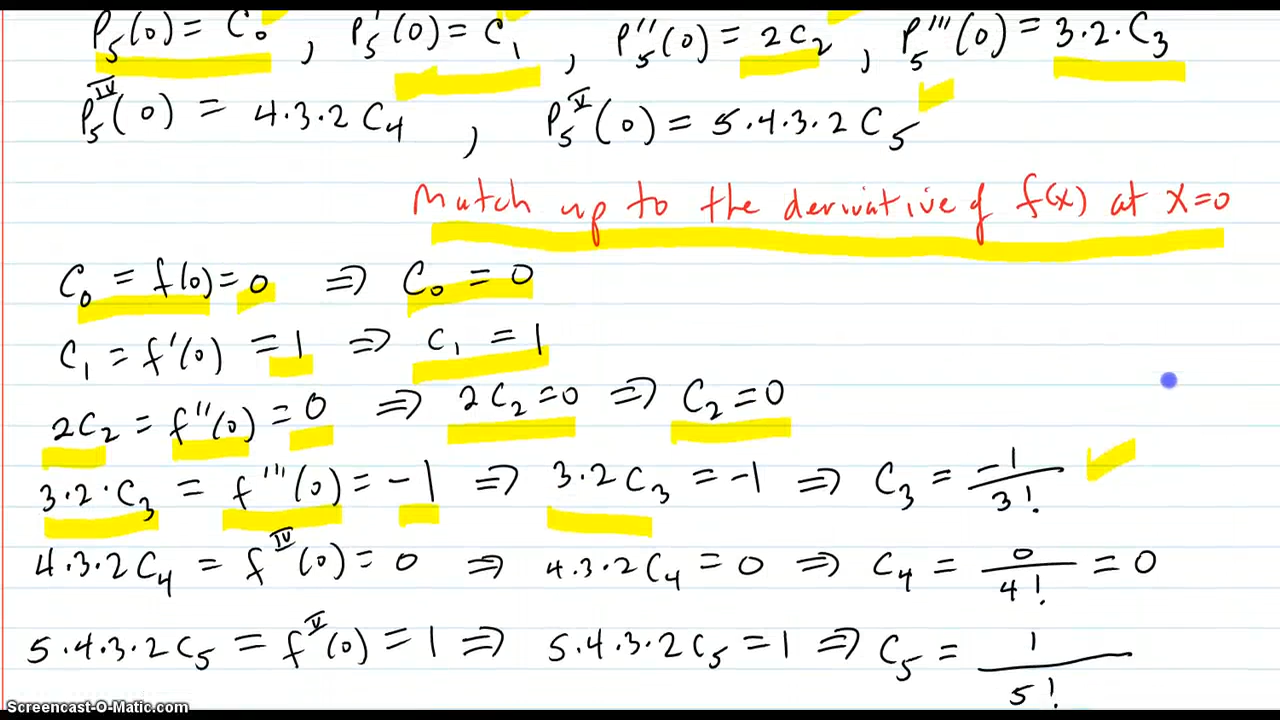 P₅(0) = C₀ , P₅'(0) = C₁ , P₅''(0) = 2C₂ , P₅'''(0) = 3·2·C₃
P₅^IV(0) = 4·3·2C₄ , P₅^V(0) = 5·4·3·2C₅
Match up to the derivative of f(x) at x=0
C₀ = f(0) = 0 ⇒ C₀ = 0
C₁ = f'(0) = 1 ⇒ C₁ = 1
2C₂ = f''(0) = 0 ⇒ 2C₂ = 0 ⇒ C₂ = 0
3·2·C₃ = f'''(0) = -1 ⇒ 3·2C₃ = -1 ⇒ C₃ = -1/3!
4·3·2C₄ = f^IV(0) = 0 ⇒ 4·3·2C₄ = 0 ⇒ C₄ = 0/4! = 0
5·4·3·2C₅ = f^V(0) = 1 ⇒ 5·4·3·2C₅ = 1 ⇒ C₅ = 1/5!
Screencast-O-Matic.com